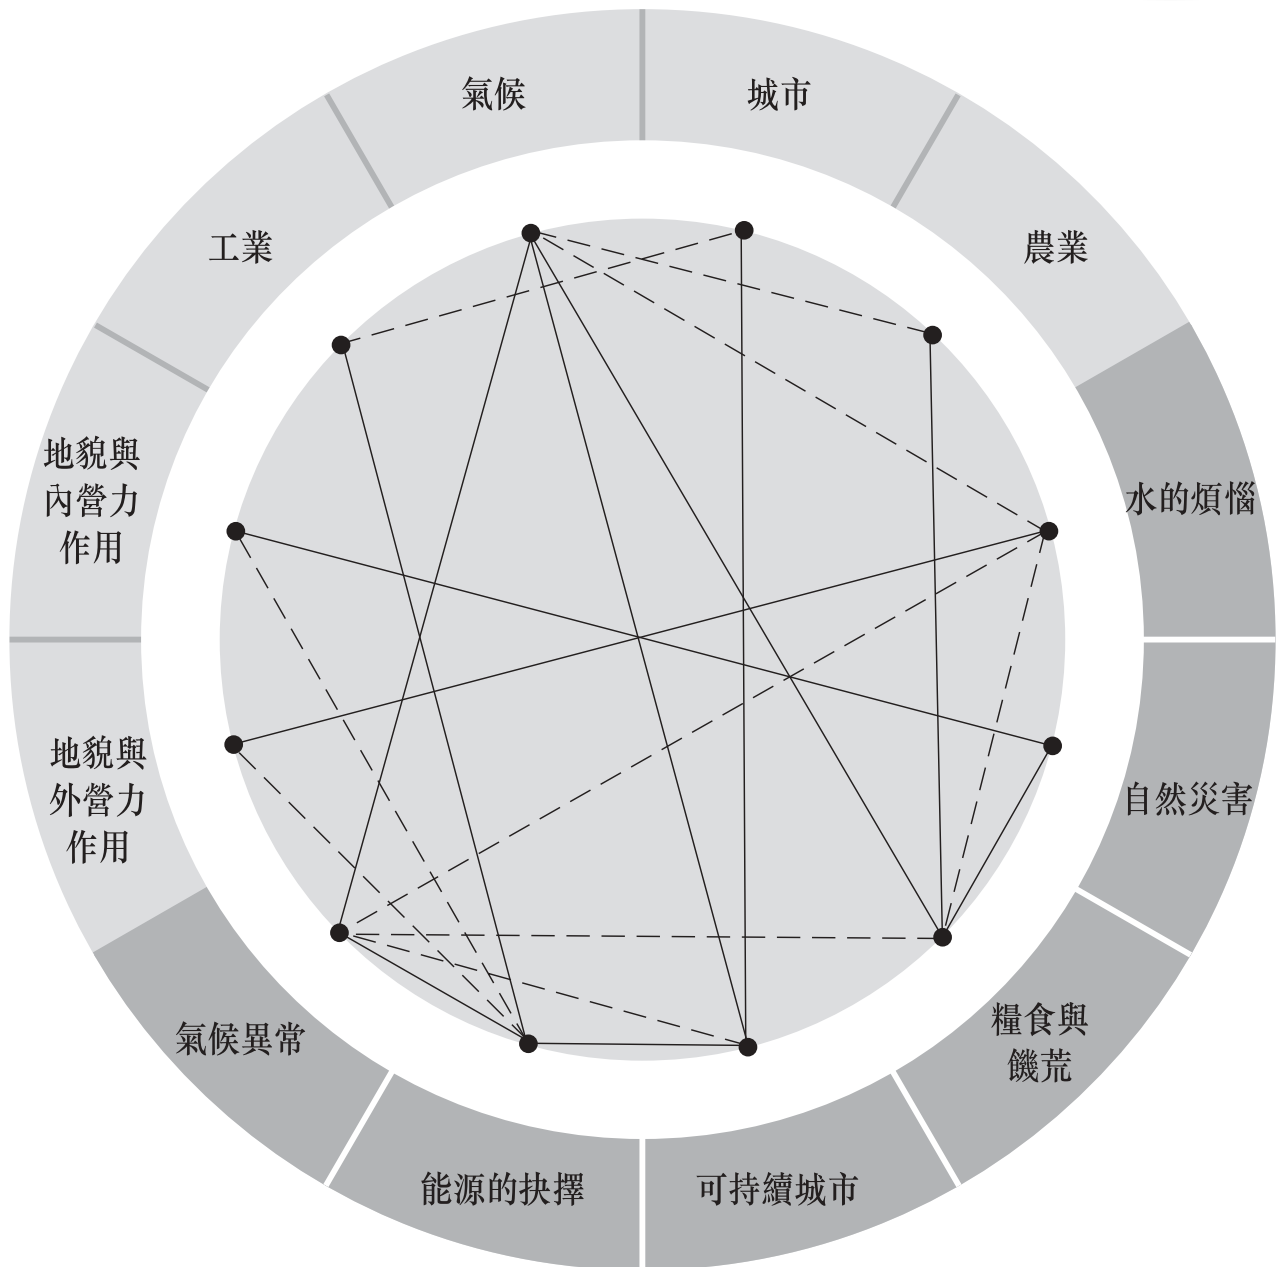 氣候
城市
工業
農業
地貌與
內營力
作用
水的煩惱
地貌與
外營力
作用
自然災害
氣候異常
糧食與
饑荒
能源的抉擇
可持續城市